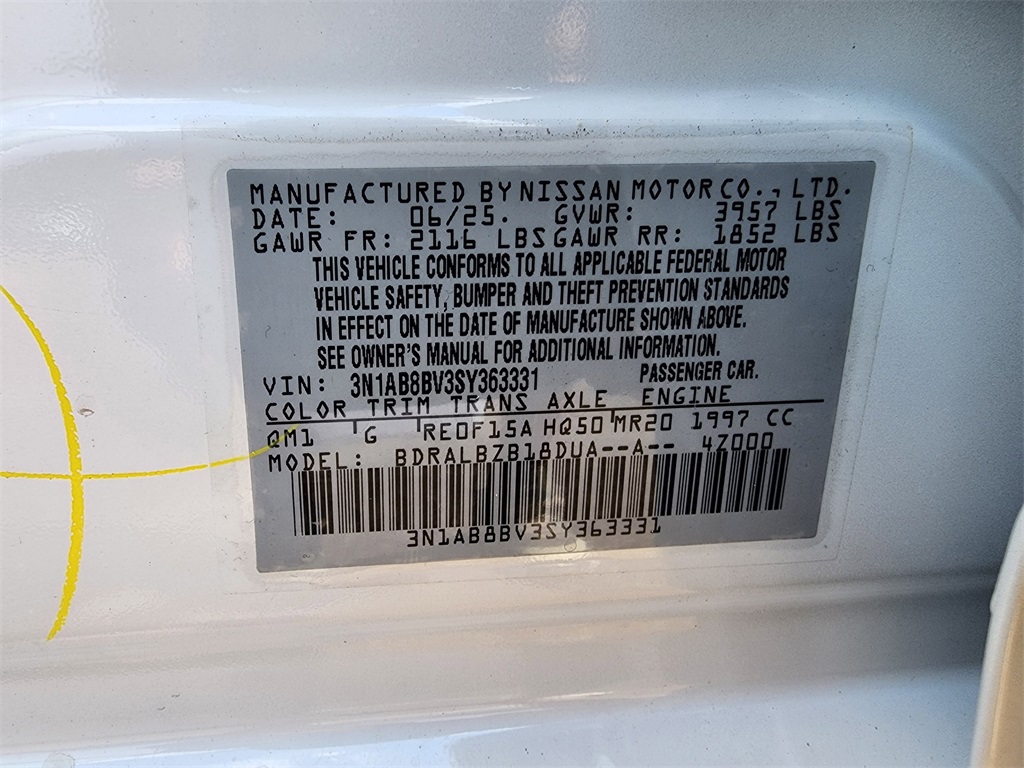 MANUFACTURED BY NISSAN MOTOR CO., LTD.
DATE: 06/25. GVWR: 3957 LBS
GAWR FR: 2116 LBS GAWR RR: 1852 LBS
THIS VEHICLE CONFORMS TO ALL APPLICABLE FEDERAL MOTOR
VEHICLE SAFETY, BUMPER AND THEFT PREVENTION STANDARDS
IN EFFECT ON THE DATE OF MANUFACTURE SHOWN ABOVE.
SEE OWNER'S MANUAL FOR ADDITIONAL INFORMATION.
VIN: 3N1AB8BV3SY363331 PASSENGER CAR.
COLOR TRIM TRANS AXLE ENGINE
QM1 G RE0F15A HQ50 MR20 1997 CC
MODEL: BDRALBZB18DUA--A-- 4Z000
3N1AB8BV3SY363331